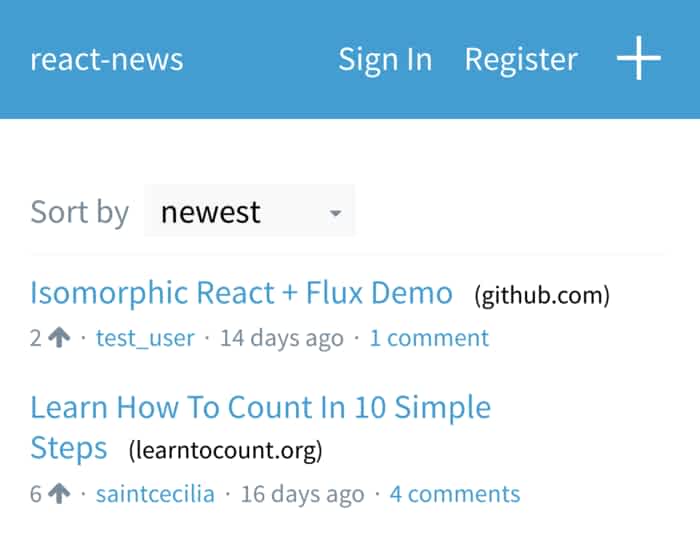 react-news Sign In Register
Sort by newest
Isomorphic React + Flux Demo (github.com)
2 · test_user · 14 days ago · 1 comment
Learn How To Count In 10 Simple
Steps (learntocount.org)
6 · saintcecilia · 16 days ago · 4 comments